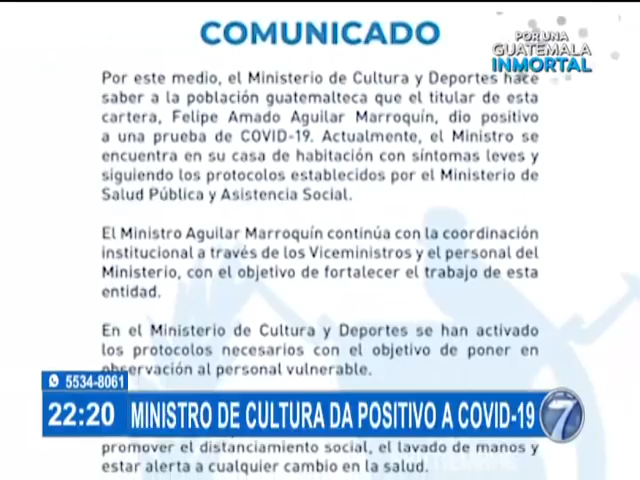 COMUNICADO
POR UNA
GUATEMALA
INMORTAL
Por este medio, el Ministerio de Cultura y Deportes hace
saber a la población guatemalteca que el titular de esta
cartera, Felipe Amado Aguilar Marroquín, dio positivo
a una prueba de COVID-19. Actualmente, el Ministro se
encuentra en su casa de habitación con síntomas leves y
siguiendo los protocolos establecidos por el Ministerio de
Salud Pública y Asistencia Social.
El Ministro Aguilar Marroquín continúa con la coordinación
institucional a través de los Viceministros y el personal del
Ministerio, con el objetivo de fortalecer el trabajo de esta
entidad.
En el Ministerio de Cultura y Deportes se han activado
los protocolos necesarios con el objetivo de poner en
observación al personal vulnerable.
5534-8061
22:20 MINISTRO DE CULTURA DA POSITIVO A COVID-19 7
promover el distanciamiento social, el lavado de manos y
estar alerta a cualquier cambio en la salud.